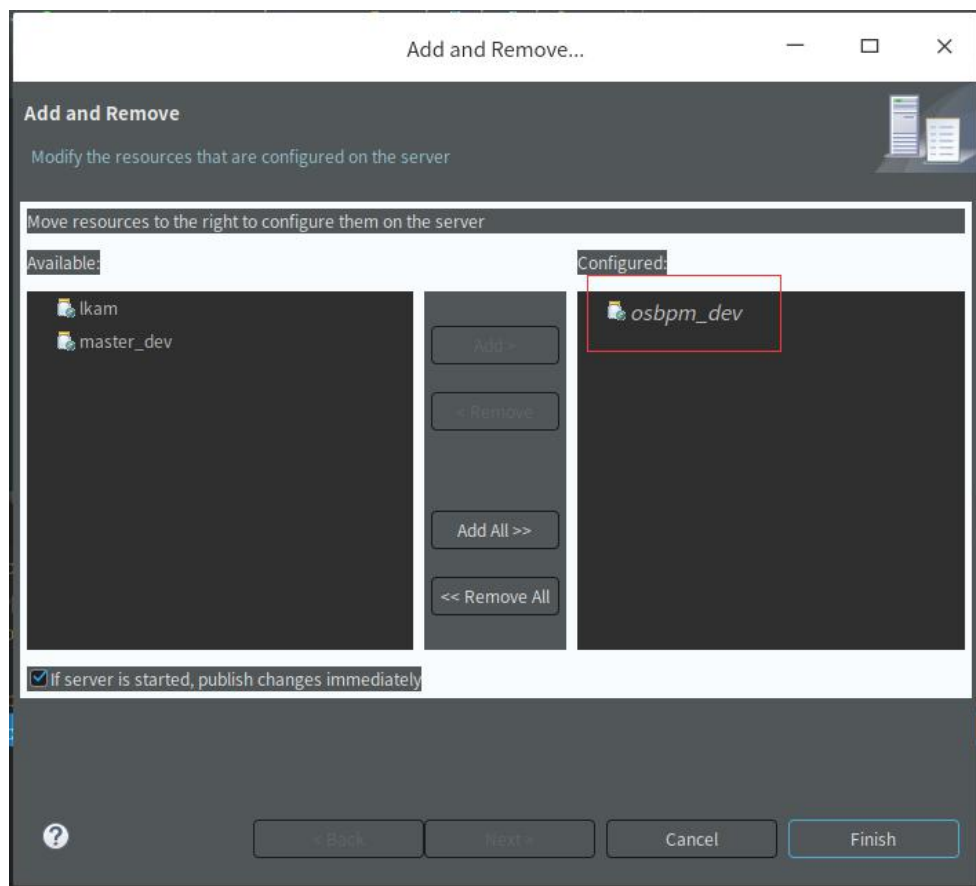 Add and Remove...
Add and Remove
Modify the resources that are configured on the server
Move resources to the right to configure them on the server
Available:
Configured:
lkam
osbpm_dev
master_dev
Add >
< Remove
Add All >>
<< Remove All
If server is started, publish changes immediately
?
< Back
Next >
Cancel
Finish